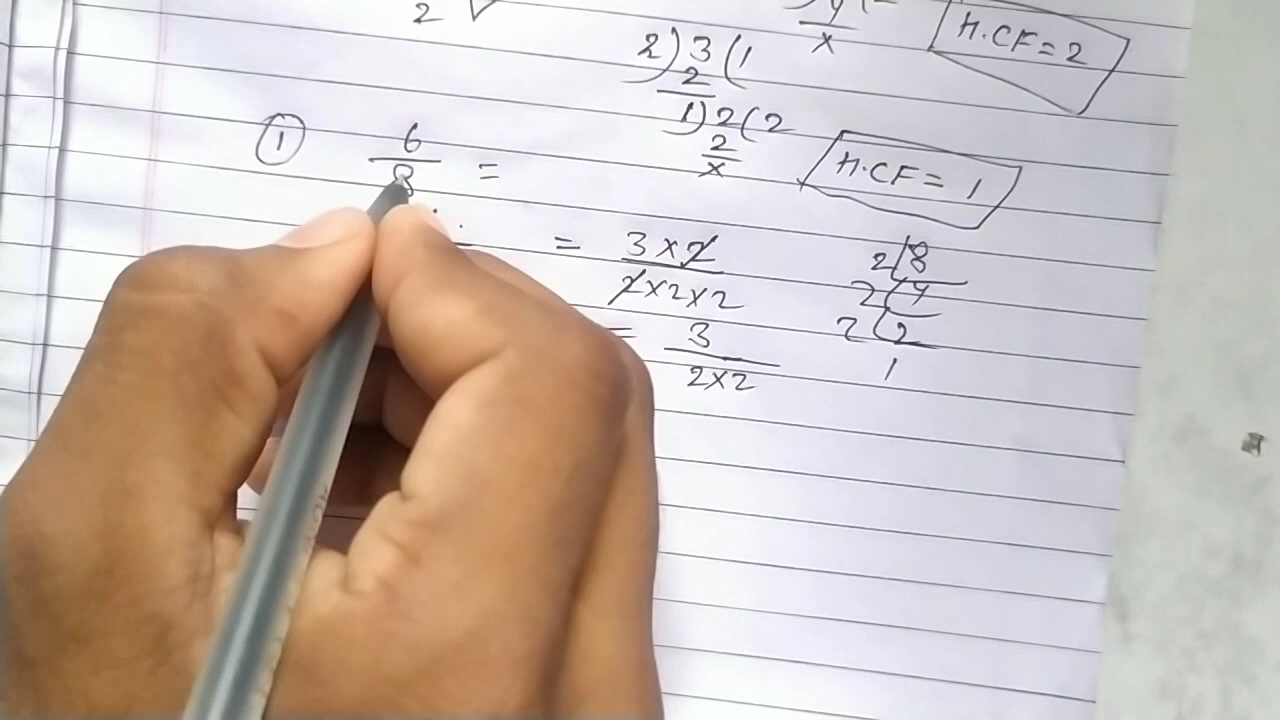 2 √
x
H.CF = 2
2) 3 (1
2
1) 2 (2
2
x
H.CF = 1
① 6
8 =
= 3 x 2
2 x 2 x 2
= 3
2 x 2
2 8
2 4
2 2
1